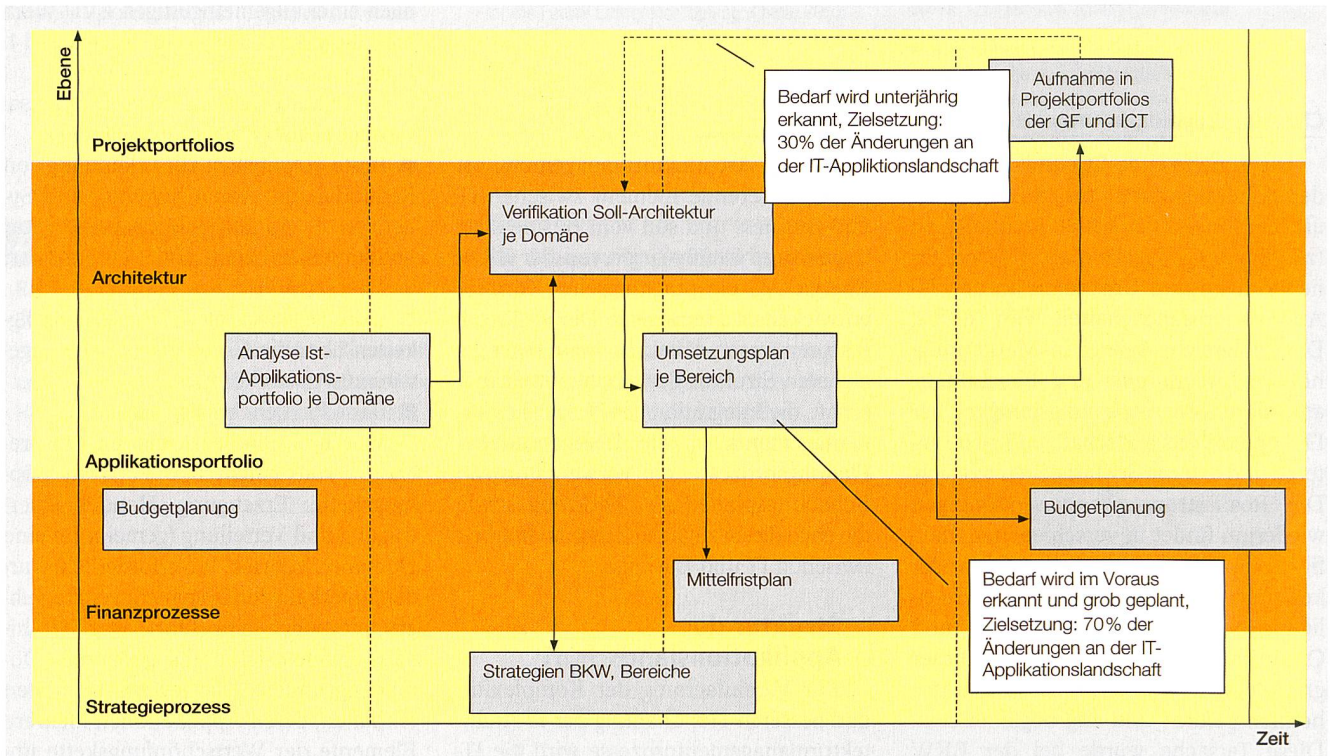 Ebene
Aufnahme in
Projektportfolios
der GF und ICT
Bedarf wird unterjährig
erkannt, Zielsetzung:
30% der Änderungen an
der IT-Appliktionslandschaft
Projektportfolios
Verifikation Soll-Architektur
je Domäne
Architektur
Analyse Ist-
Applikations-
portfolio je Domäne
Umsetzungsplan
je Bereich
Applikationsportfolio
Budgetplanung
Budgetplanung
Mittelfristplan
Bedarf wird im Voraus
erkannt und grob geplant,
Zielsetzung: 70% der
Änderungen an der IT-
Applikationslandschaft
Finanzprozesse
Strategien BKW, Bereiche
Strategieprozess
Zeit